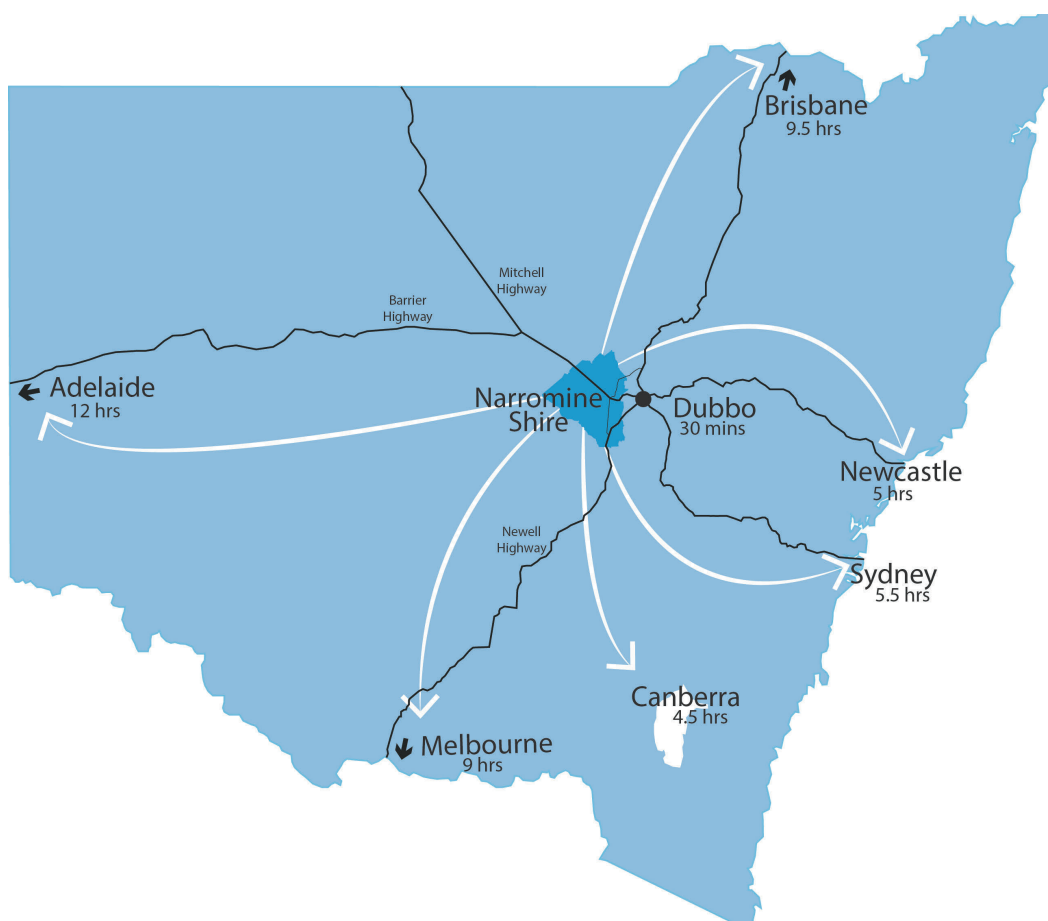 Brisbane
9.5 hrs
Mitchell
Highway
Barrier
Highway
Adelaide
12 hrs
Narromine
Shire
Dubbo
30 mins
Newcastle
5 hrs
Newell
Highway
Sydney
5.5 hrs
Canberra
4.5 hrs
Melbourne
9 hrs